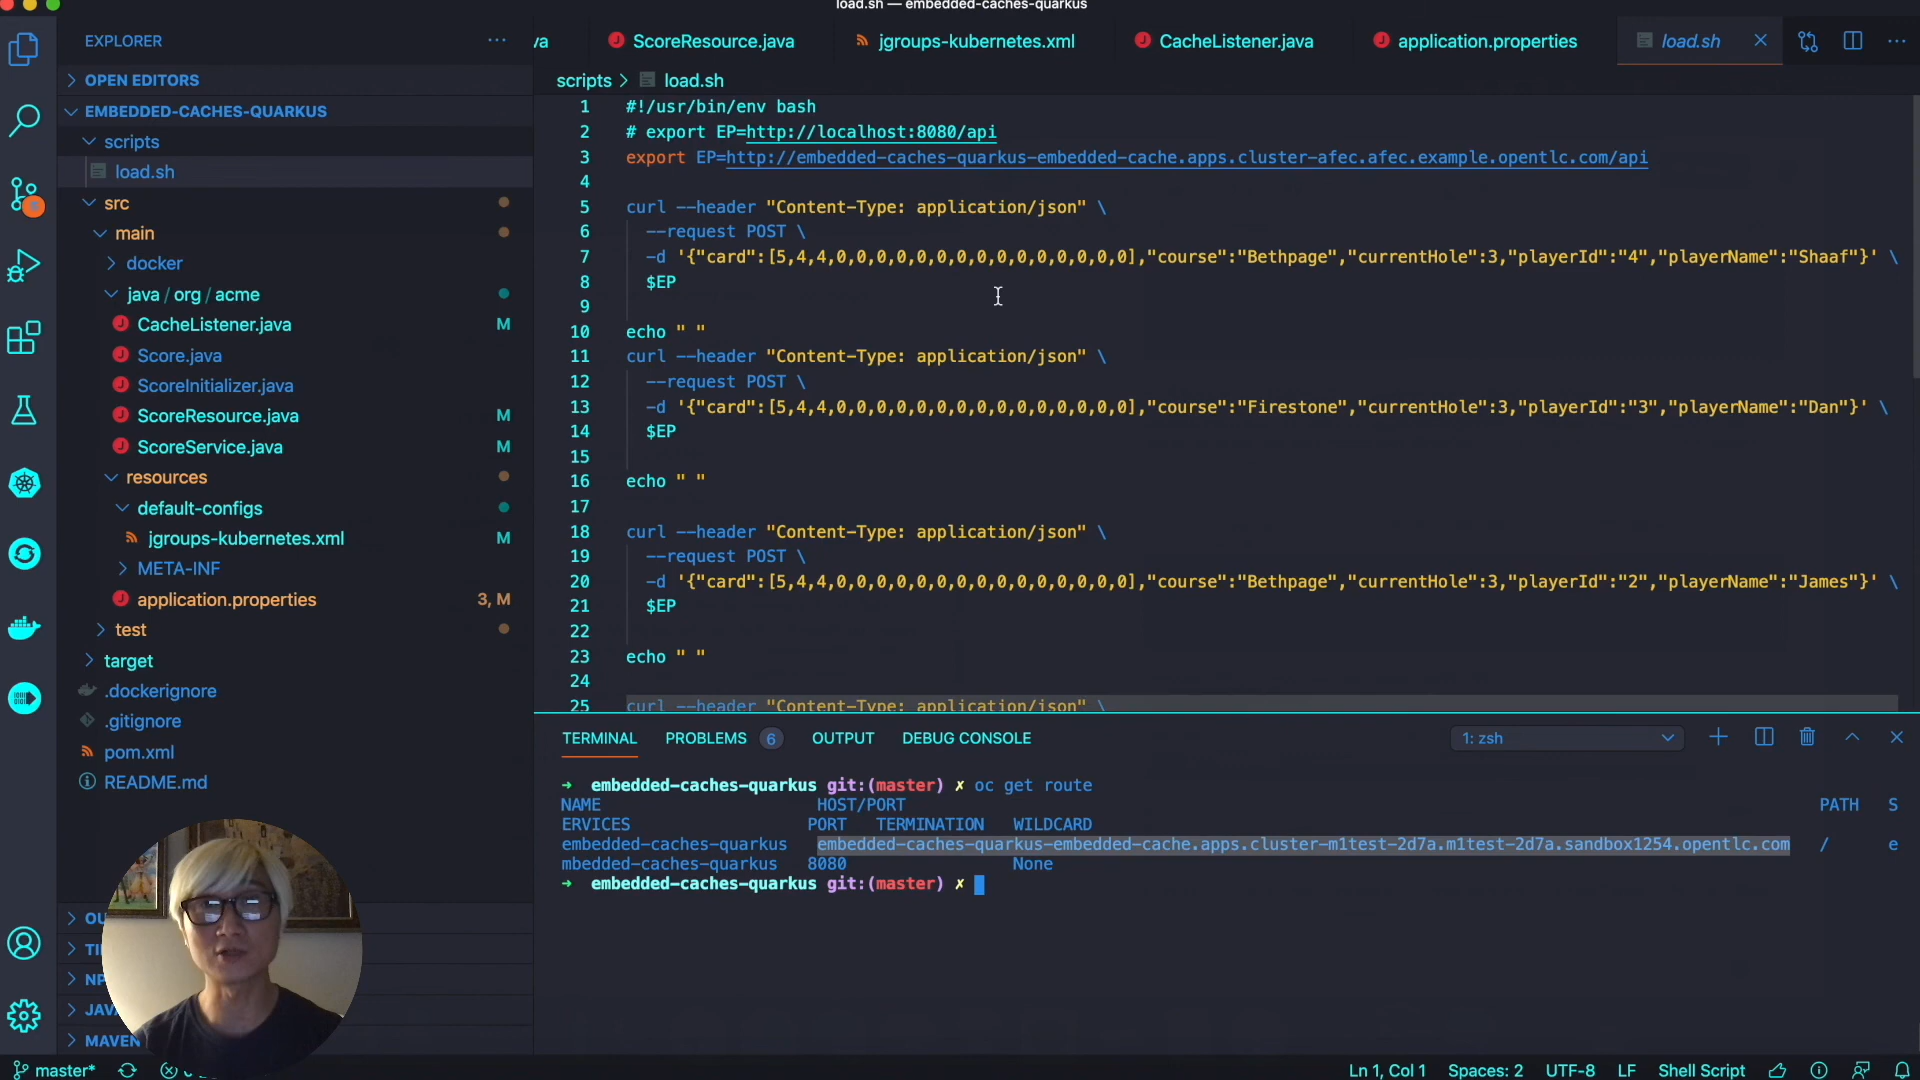 load.sh — embedded-caches-quarkus
EXPLORER
va
ScoreResource.java
jgroups-kubernetes.xml
CacheListener.java
application.properties
load.sh
OPEN EDITORS
EMBEDDED-CACHES-QUARKUS
scripts
load.sh
src
main
docker
java / org / acme
CacheListener.java M
Score.java
ScoreInitializer.java
ScoreResource.java M
ScoreService.java M
resources
default-configs
jgroups-kubernetes.xml M
META-INF
application.properties 3, M
test
target
.dockerignore
.gitignore
pom.xml
README.md
OU
TI
NP
JAV
MAVEN
scripts > load.sh
1 #!/usr/bin/env bash
2 # export EP=http://localhost:8080/api
3 export EP=http://embedded-caches-quarkus-embedded-cache.apps.cluster-afec.afec.example.opentlc.com/api
4
5 curl --header "Content-Type: application/json" \
6 --request POST \
7 -d '{"card":[5,4,4,0,0,0,0,0,0,0,0,0,0,0,0,0,0,0],"course":"Bethpage","currentHole":3,"playerId":"4","playerName":"Shaaf"}' \
8 $EP
9
10 echo " "
11 curl --header "Content-Type: application/json" \
12 --request POST \
13 -d '{"card":[5,4,4,0,0,0,0,0,0,0,0,0,0,0,0,0,0,0],"course":"Firestone","currentHole":3,"playerId":"3","playerName":"Dan"}' \
14 $EP
15
16 echo " "
17
18 curl --header "Content-Type: application/json" \
19 --request POST \
20 -d '{"card":[5,4,4,0,0,0,0,0,0,0,0,0,0,0,0,0,0,0],"course":"Bethpage","currentHole":3,"playerId":"2","playerName":"James"}' \
21 $EP
22
23 echo " "
24
25 curl --header "Content-Type: application/json" \
TERMINAL PROBLEMS 6 OUTPUT DEBUG CONSOLE 1: zsh
➜ embedded-caches-quarkus git:(master) ✗ oc get route
NAME HOST/PORT PATH S
ERVICES PORT TERMINATION WILDCARD
embedded-caches-quarkus embedded-caches-quarkus-embedded-cache.apps.cluster-m1test-2d7a.m1test-2d7a.sandbox1254.opentlc.com / e
mbedded-caches-quarkus 8080 None
➜ embedded-caches-quarkus git:(master) ✗
master* Ln 1, Col 1 Spaces: 2 UTF-8 LF Shell Script